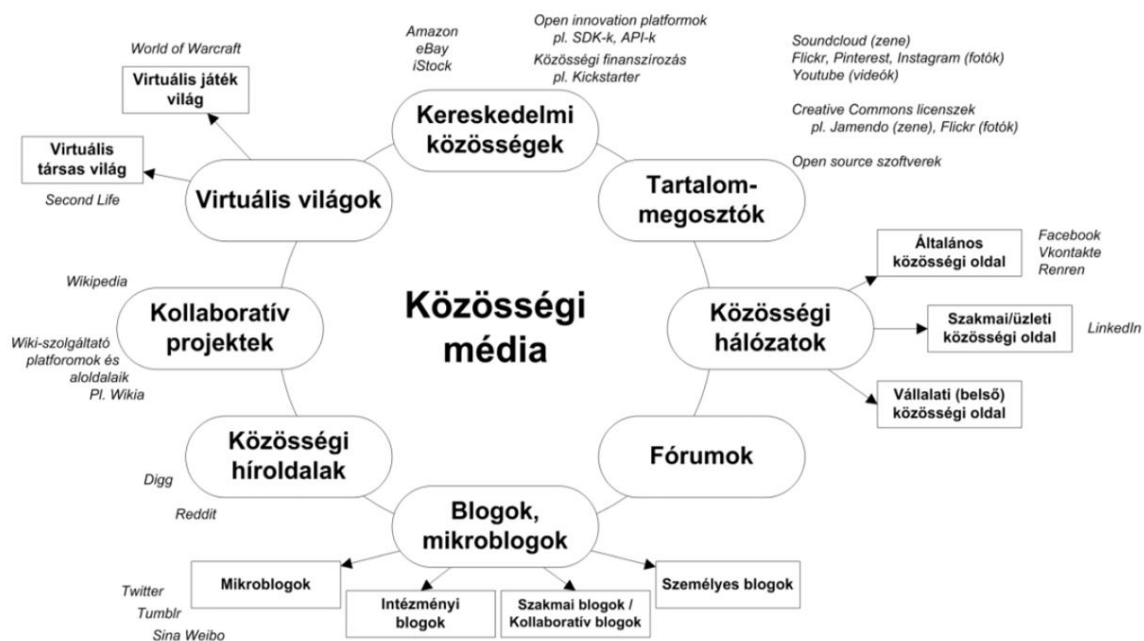 World of Warcraft
Virtuális játék
világ
Virtuális
társas világ
Second Life
Virtuális világok
Amazon
eBay
iStock
Open innovation platformok
pl. SDK-k, API-k
Közösségi finanszírozás
pl. Kickstarter
Kereskedelmi
közösségek
Soundcloud (zene)
Flickr, Pinterest, Instagram (fotók)
Youtube (videók)
Creative Commons licenszek
pl. Jamendo (zene), Flickr (fotók)
Open source szoftverek
Tartalom-
megosztók
Közösségi
média
Wikipedia
Kollaboratív
projektek
Wiki-szolgáltató
platforomok és
aloldalaik
Pl. Wikia
Közösségi
hálózatok
Általános
közösségi oldal
Facebook
Vkontakte
Renren
Szakmai/üzleti
közösségi oldal
LinkedIn
Vállalati (belső)
közösségi oldal
Közösségi
híroldalak
Digg
Reddit
Fórumok
Blogok,
mikroblogok
Mikroblogok
Twitter
Tumblr
Sina Weibo
Intézményi
blogok
Szakmai blogok /
Kollaboratív blogok
Személyes blogok